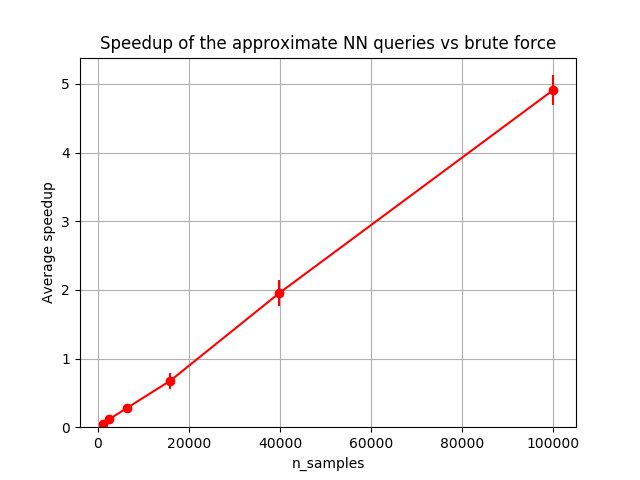 Speedup of the approximate NN queries vs brute force
5
4
3
2
1
0
Average speedup
0 20000 40000 60000 80000 100000
n_samples